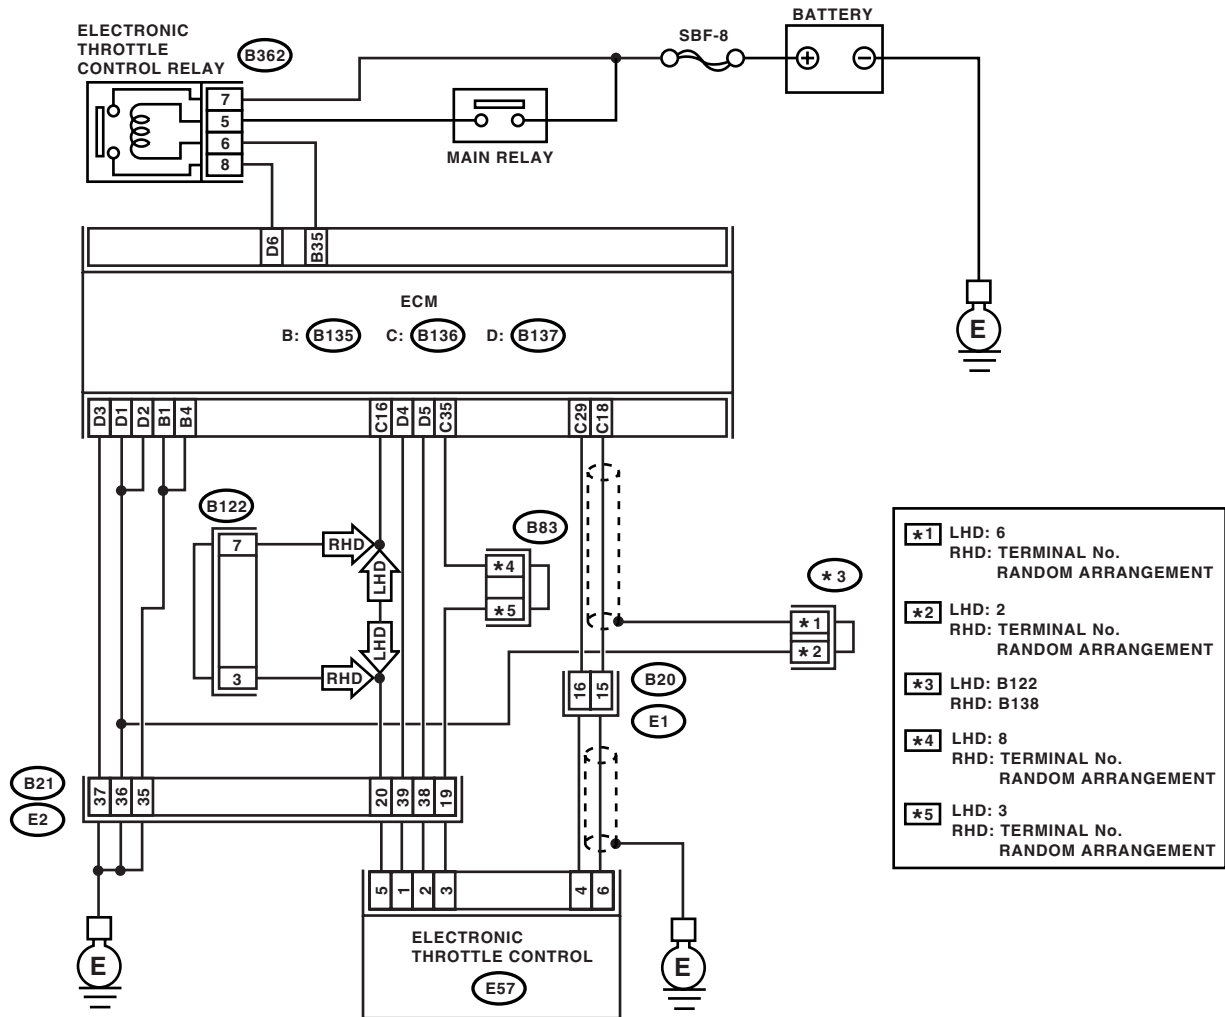 BATTERY
ELECTRONIC
THROTTLE
CONTROL RELAY
B362
SBF-8
7
5
6
8
MAIN RELAY
D6
B35
E
ECM
B: B135 C: B136 D: B137
D3
D1
D2
B1
B4
C16
D4
D5
C35
C29
C18
B122
7
RHD
LHD
LHD
3
RHD
B83
*4
*5
*3
*1
*2
16
15
B20
E1
B21
E2
37
36
35
20
39
38
19
5
1
2
3
4
6
ELECTRONIC
THROTTLE CONTROL
E57
E
E
*1 LHD: 6
RHD: TERMINAL No.
RANDOM ARRANGEMENT
*2 LHD: 2
RHD: TERMINAL No.
RANDOM ARRANGEMENT
*3 LHD: B122
RHD: B138
*4 LHD: 8
RHD: TERMINAL No.
RANDOM ARRANGEMENT
*5 LHD: 3
RHD: TERMINAL No.
RANDOM ARRANGEMENT